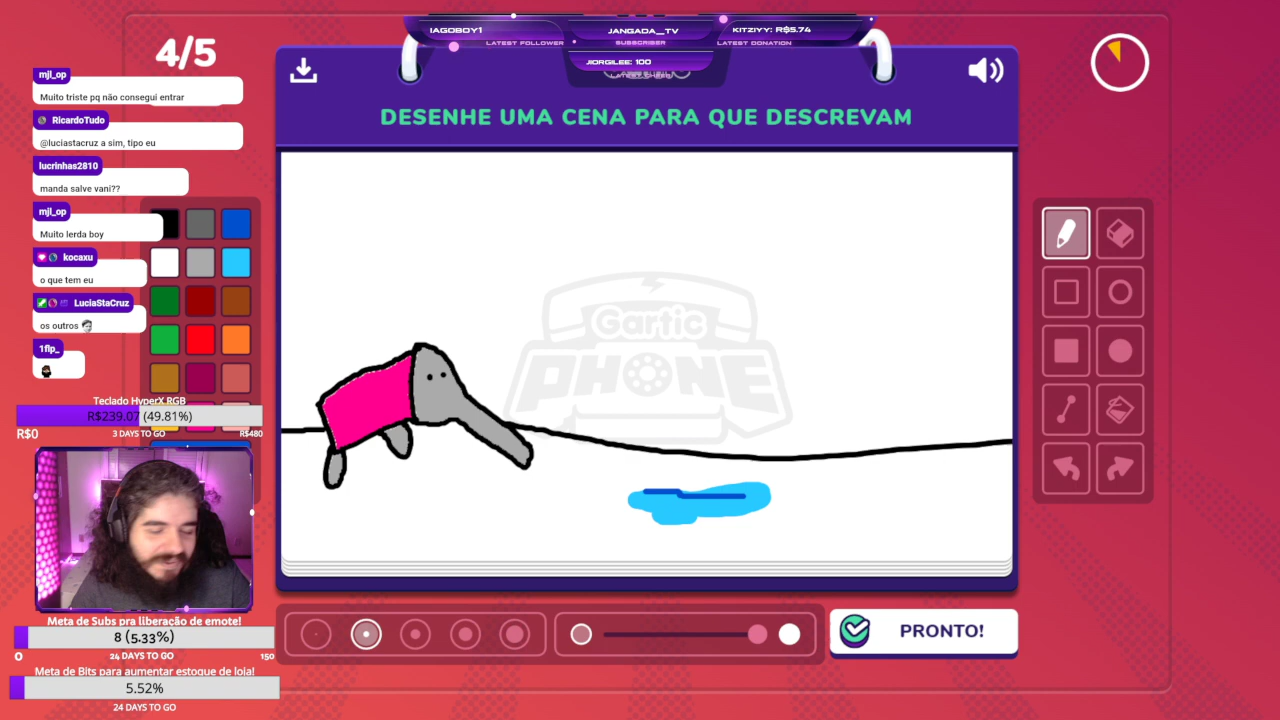 IAGOBOY1
LATEST FOLLOWER
JANGADA__TV
SUBSCRIBER
KITZIYY: R$5.74
LATEST DONATION
JIORGILEE: 100
4/5
DESENHE UMA CENA PARA QUE DESCREVAM
mjl_op
Muito triste pq não consegui entrar
RicardoTudo
@luciastacruz a sim, tipo eu
lucrinhas2810
manda salve vani??
mjl_op
Muito lerda boy
kocaxu
o que tem eu
LuciaStaCruz
os outros
1flp_
Gartic
PHONE
Teclado HyperX RGB
R$239.07 (49.81%)
R$0
3 DAYS TO GO
R$480
Meta de Subs pra liberação de emote!
8 (5.33%)
0
24 DAYS TO GO
150
Meta de Bits para aumentar estoque de lola!
5.52%
24 DAYS TO GO
PRONTO!